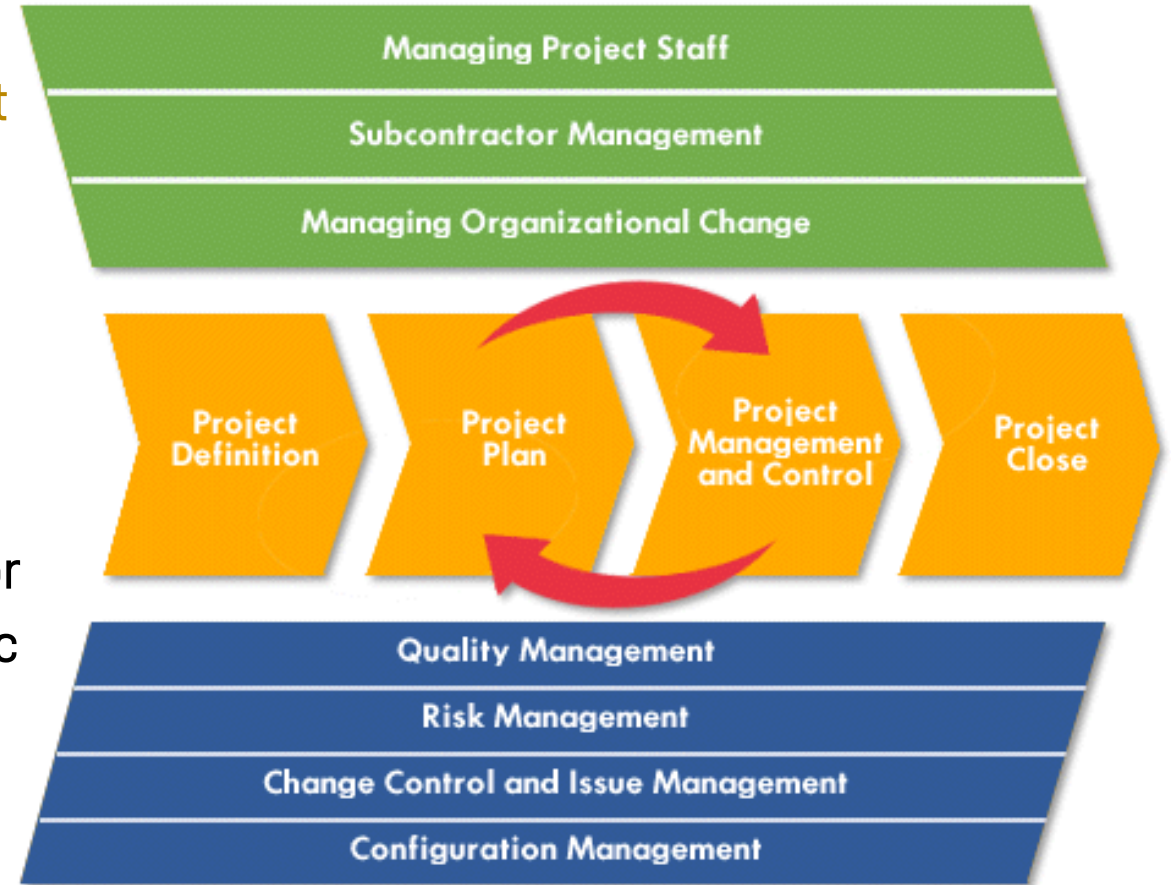 Managing Project Staff
t
Subcontractor Management
Managing Organizational Change
Project
Definition
Project
Plan
Project
Management
and Control
Project
Close
r
c
Quality Management
Risk Management
Change Control and Issue Management
Configuration Management